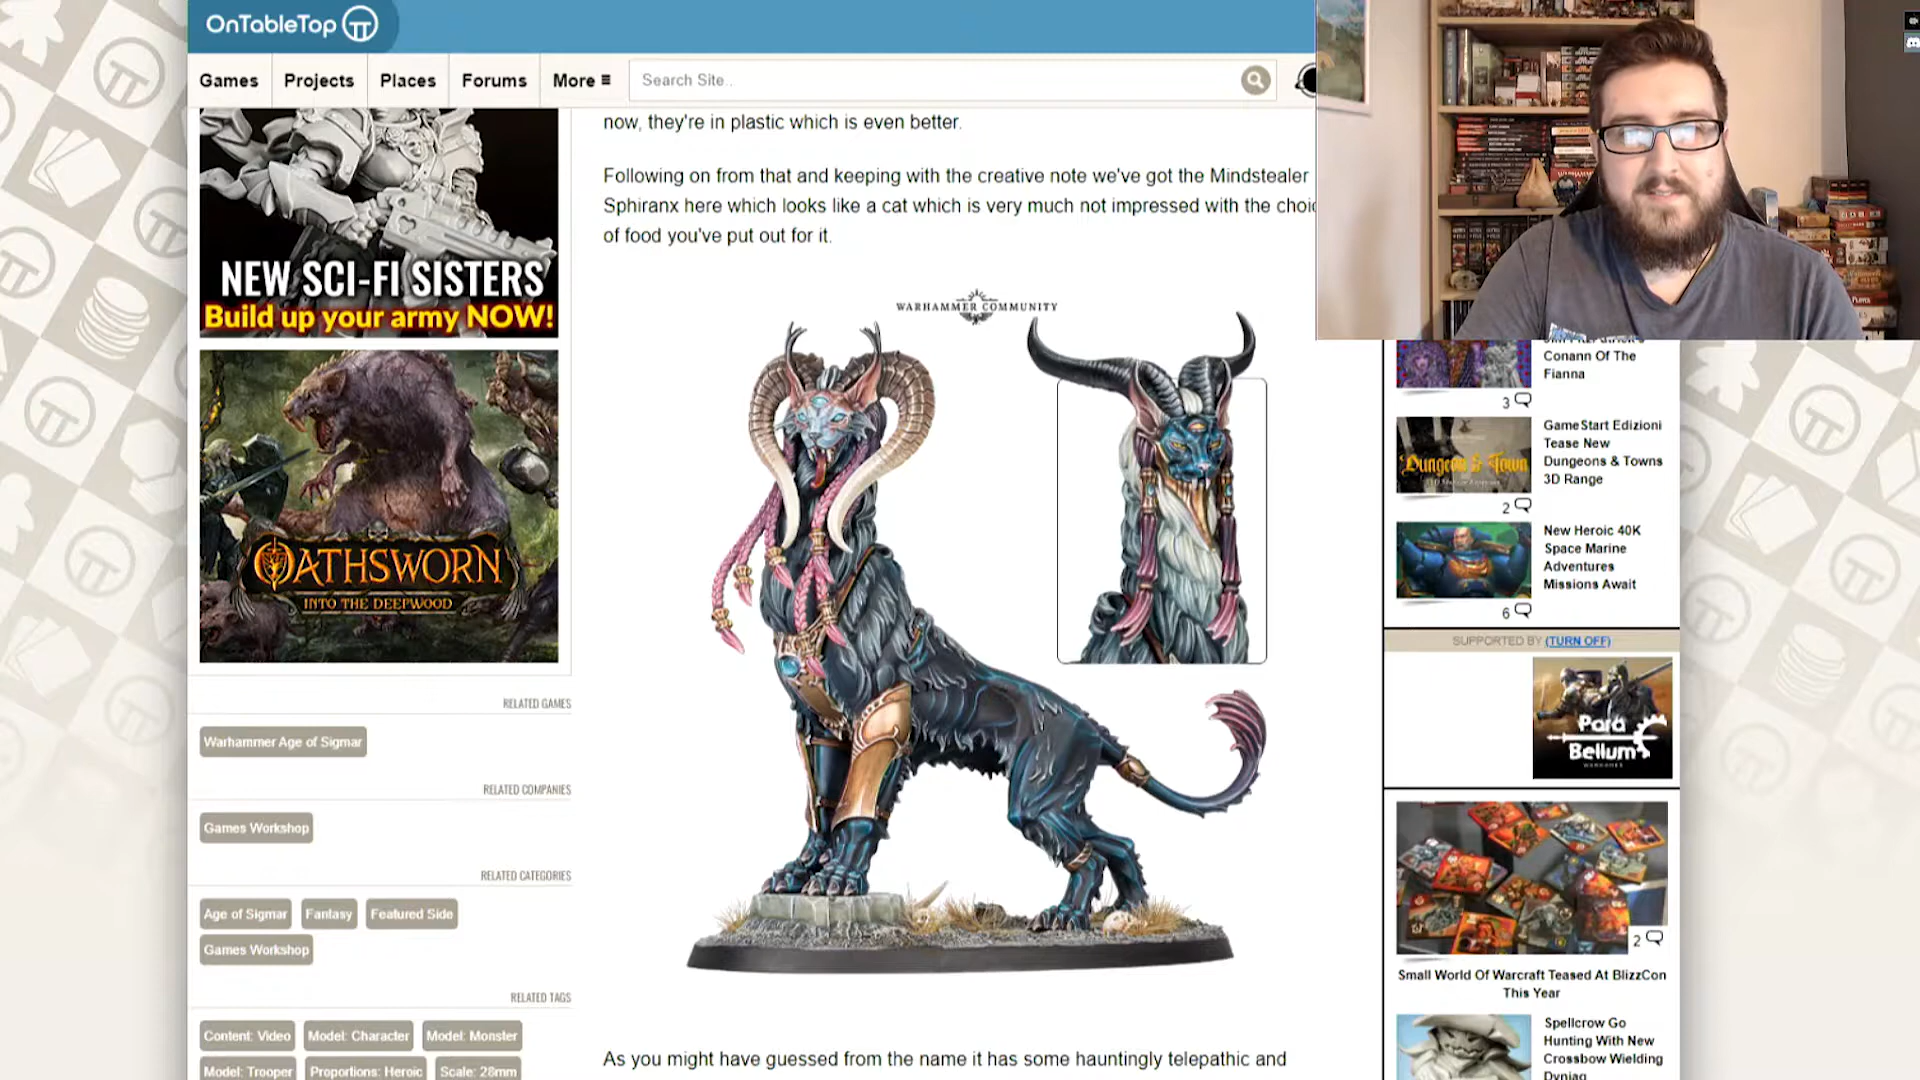 OnTableTop
Games
Projects
Places
Forums
More
Search Site..
now, they're in plastic which is even better.
Following on from that and keeping with the creative note we've got the Mindstealer
Sphiranx here which looks like a cat which is very much not impressed with the
of food you've put out for it.
WARHAMMER COMMUNITY
As you might have guessed from the name it has some hauntingly telepathic and
NEW SCI-FI SISTERS
Build up your army NOW!
OATHSWORN
INTO THE DEEPWOOD
RELATED GAMES
Warhammer Age of Sigmar
RELATED COMPANIES
Games Workshop
RELATED CATEGORIES
Age of Sigmar
Fantasy
Featured Side
Games Workshop
RELATED TAGS
Content: Video
Model: Character
Model: Monster
Model: Trooper
Proportions: Heroic
Scale: 28mm
Conann Of The
Fianna
3
GameStart Edizioni
Tease New
Dungeons & Towns
3D Range
Dungeon & Town
2
New Heroic 40K
Space Marine
Adventures
Missions Await
6
SUPPORTED BY (TURN OFF)
Para
Bellum
WARGAMES
2
Small World Of Warcraft Teased At BlizzCon
This Year
Spellcrow Go
Hunting With New
Crossbow Wielding